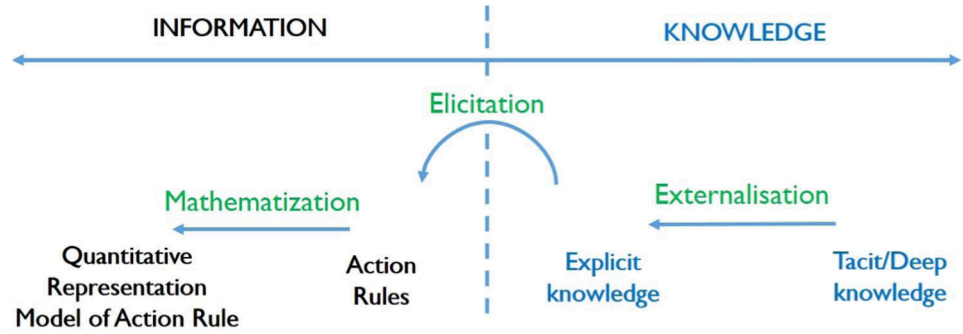 INFORMATION
KNOWLEDGE
Elicitation
Mathematization
Externalisation
Quantitative
Representation
Model of Action Rule
Action
Rules
Explicit
knowledge
Tacit/Deep
knowledge